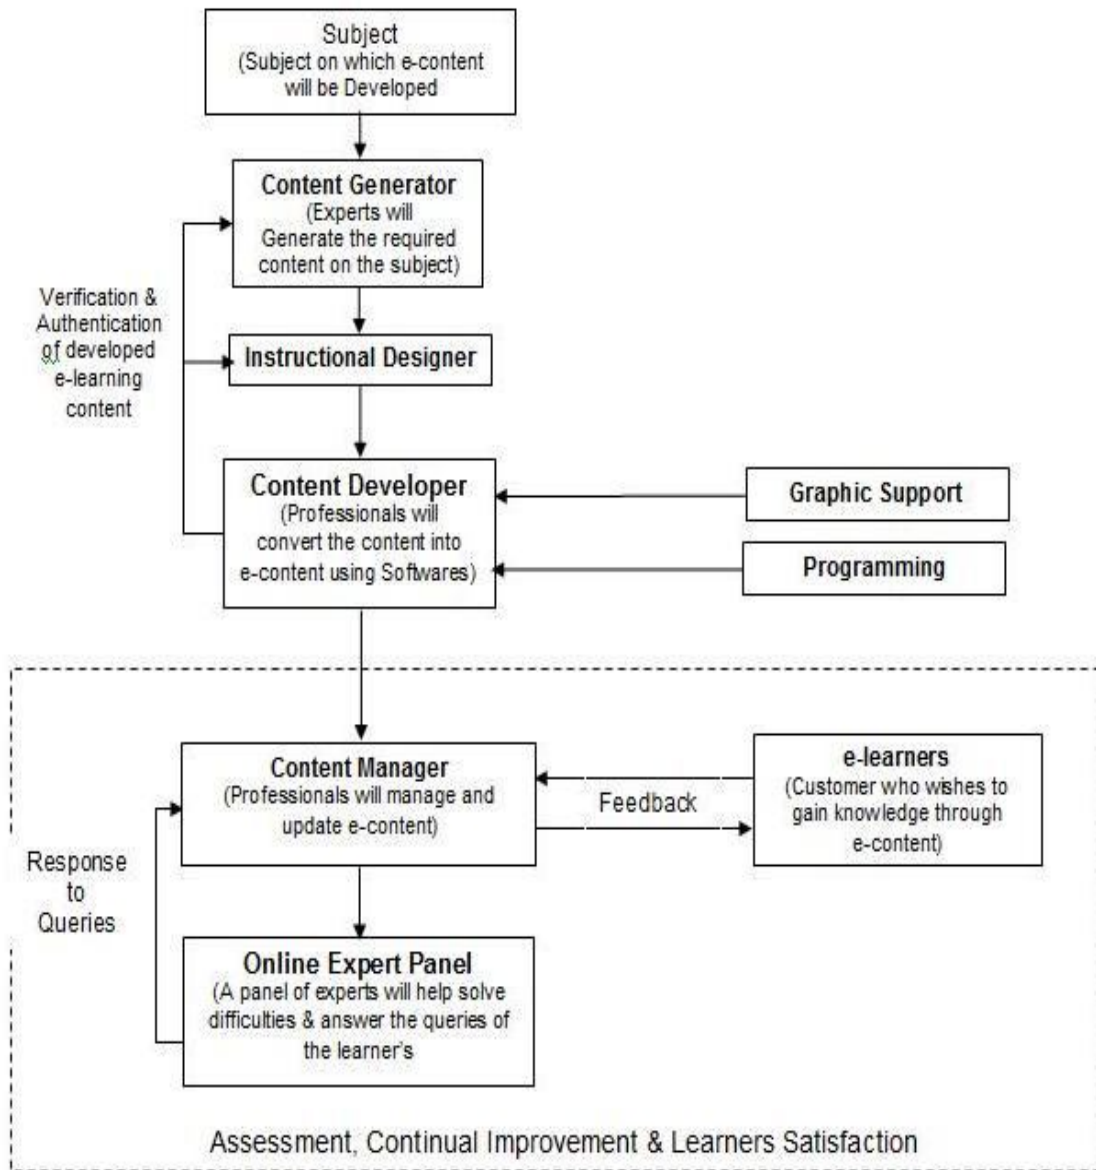 Subject
(Subject on which e-content
will be Developed
Content Generator
(Experts will
Generate the required
content on the subject)
Verification &
Authentication
of developed
e-learning
content
Instructional Designer
Content Developer
(Professionals will
convert the content into
e-content using Softwares)
Graphic Support
Programming
Content Manager
(Professionals will manage and
update e-content)
Feedback
e-learners
(Customer who wishes to
gain knowledge through
e-content)
Response
to
Queries
Online Expert Panel
(A panel of experts will help solve
difficulties & answer the queries of
the learner's
Assessment, Continual Improvement & Learners Satisfaction